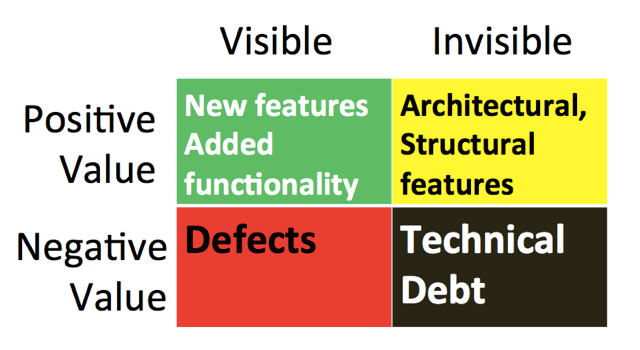 Visible Invisible
Positive Value
New features
Added
functionality
Architectural,
Structural
features
Negative Value
Defects
Technical
Debt